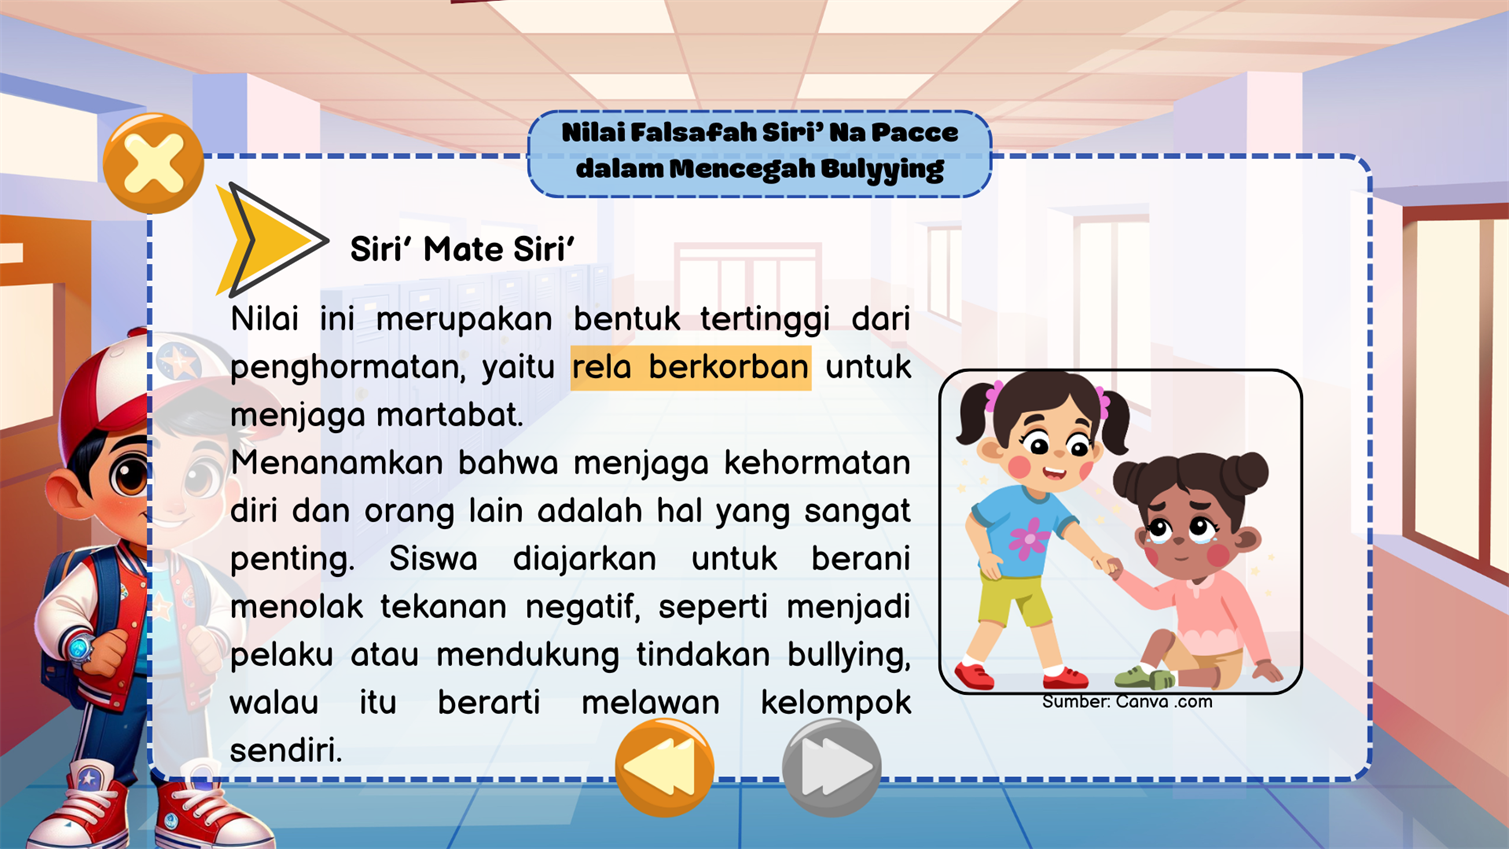 Nilai Falsafah Siri’ Na Pacce
dalam Mencegah Bulyying
Siri’ Mate Siri’
Nilai ini merupakan bentuk tertinggi dari
penghormatan, yaitu rela berkorban untuk
menjaga martabat.
Menanamkan bahwa menjaga kehormatan
diri dan orang lain adalah hal yang sangat
penting. Siswa diajarkan untuk berani
menolak tekanan negatif, seperti menjadi
pelaku atau mendukung tindakan bullying,
walau itu berarti melawan kelompok
sendiri.
Sumber: Canva .com